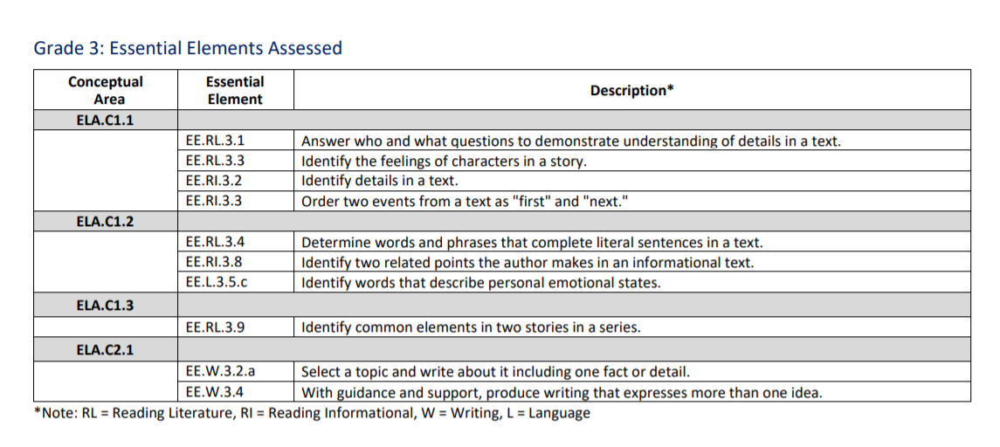 Grade 3: Essential Elements Assessed
Conceptual Area Essential Element Description*
ELA.C1.1
EE.RL.3.1 Answer who and what questions to demonstrate understanding of details in a text.
EE.RL.3.3 Identify the feelings of characters in a story.
EE.RI.3.2 Identify details in a text.
EE.RI.3.3 Order two events from a text as "first" and "next."
ELA.C1.2
EE.RL.3.4 Determine words and phrases that complete literal sentences in a text.
EE.RI.3.8 Identify two related points the author makes in an informational text.
EE.L.3.5.c Identify words that describe personal emotional states.
ELA.C1.3
EE.RL.3.9 Identify common elements in two stories in a series.
ELA.C2.1
EE.W.3.2.a Select a topic and write about it including one fact or detail.
EE.W.3.4 With guidance and support, produce writing that expresses more than one idea.
*Note: RL = Reading Literature, RI = Reading Informational, W = Writing, L = Language